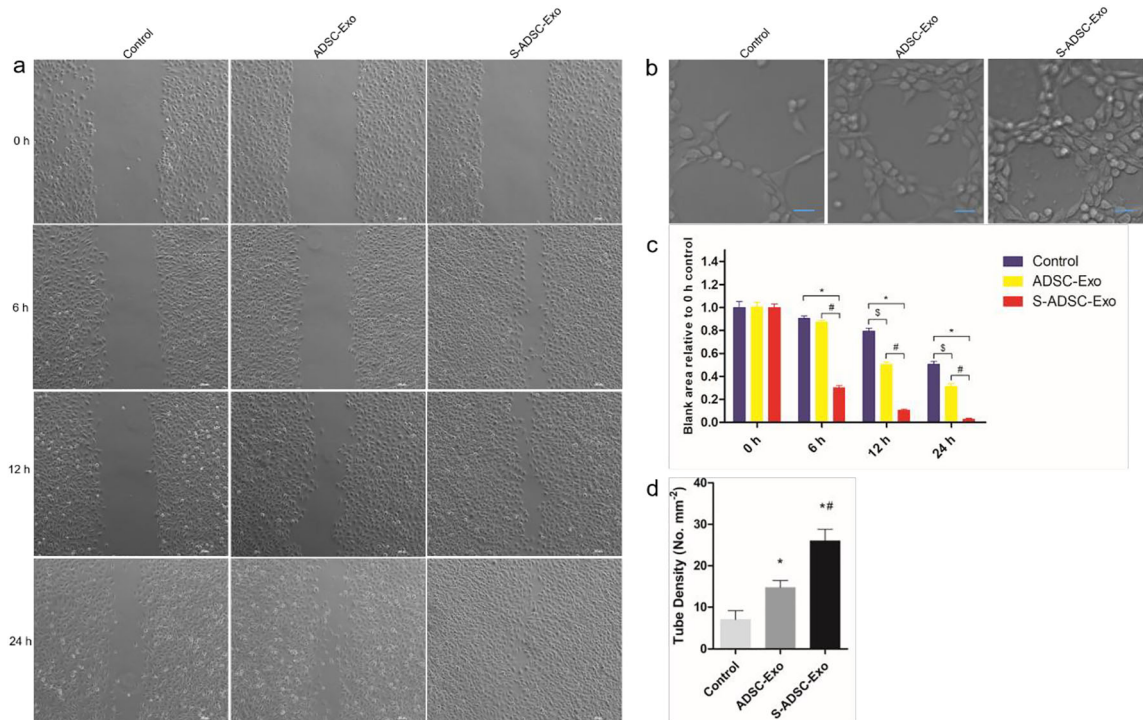 Control
ADSC-Exo
S-ADSC-Exo
a
0 h
6 h
12 h
24 h
b
Control
ADSC-Exo
S-ADSC-Exo
c
Blank area relative to 0 h control
1.4
1.2
1.0
0.8
0.6
0.4
0.2
0.0
* # * $ # * $ #
0 h 6 h 12 h 24 h
Control
ADSC-Exo
S-ADSC-Exo
d
Tube Density (No. mm⁻²)
40
30
20
10
0
* *#
Control ADSC-Exo S-ADSC-Exo